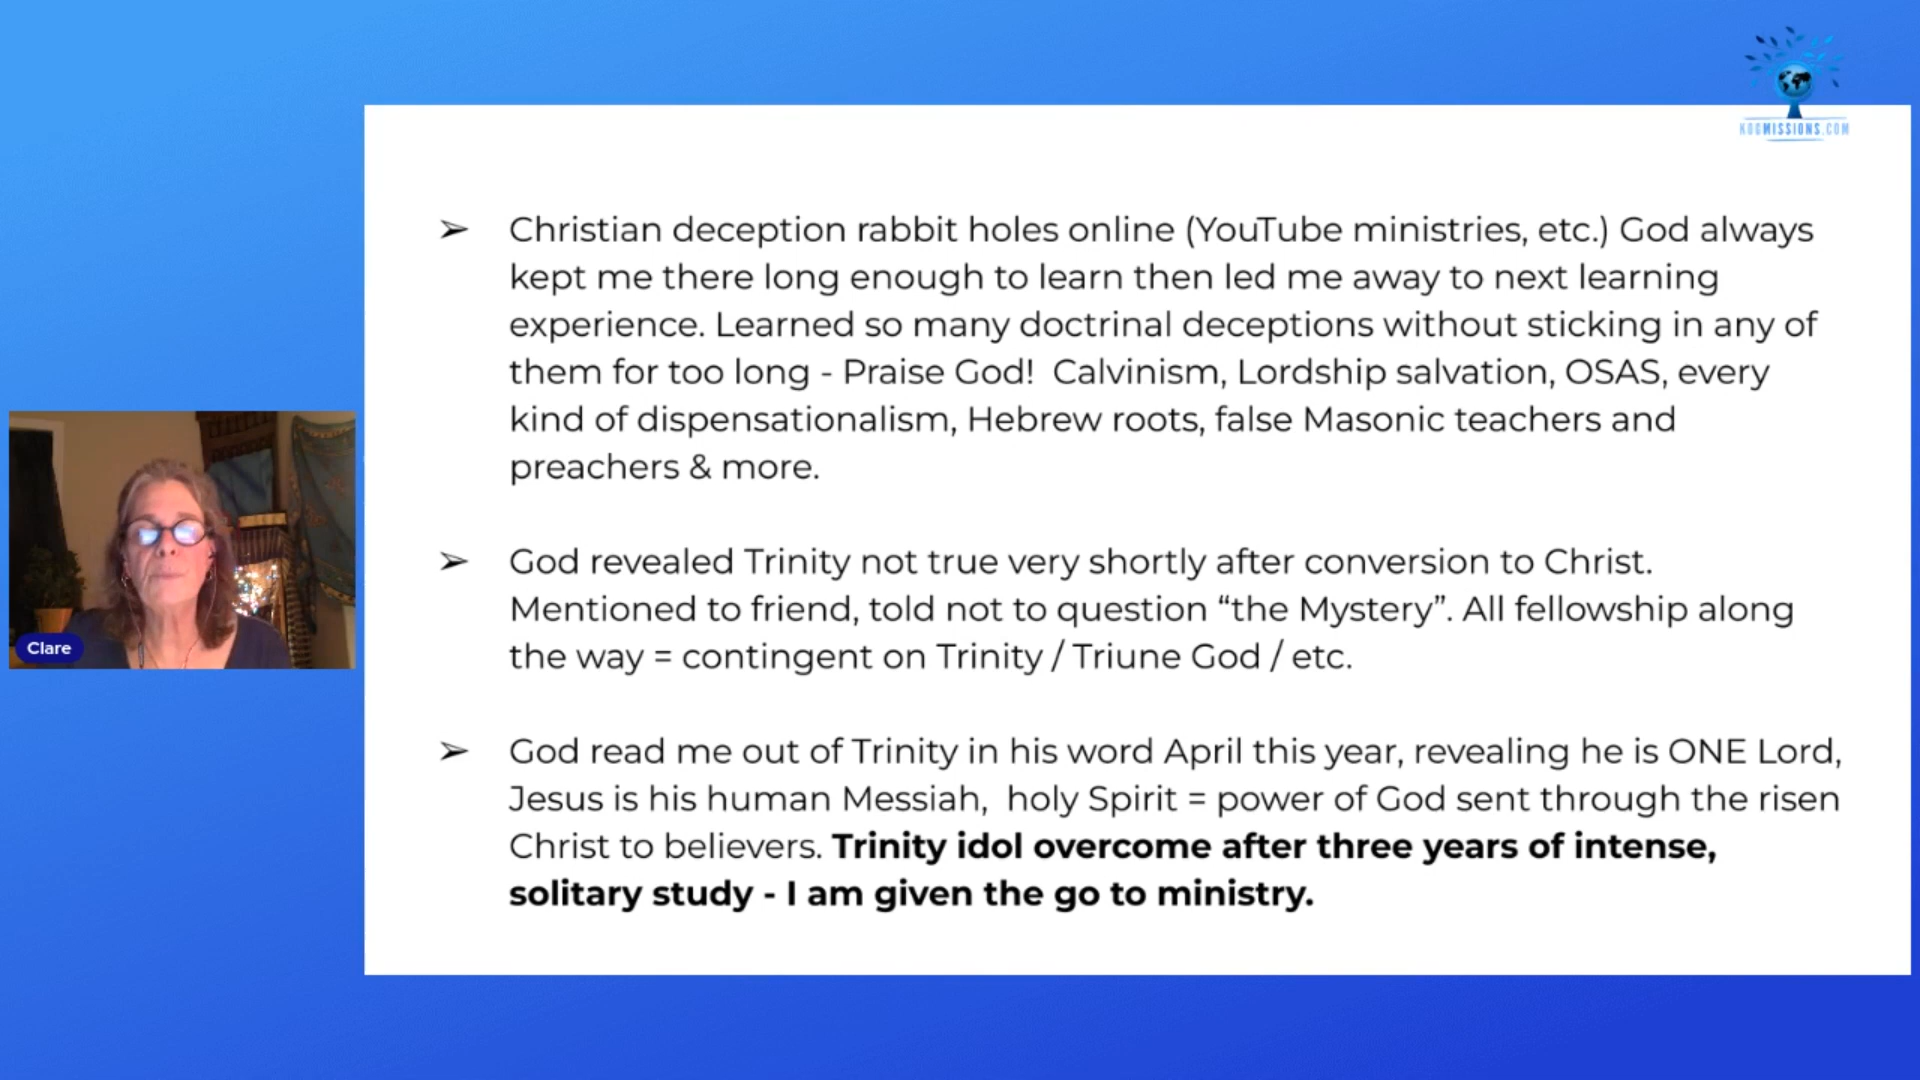 KOGMISSIONS.COM
➢ Christian deception rabbit holes online (YouTube ministries, etc.) God always
kept me there long enough to learn then led me away to next learning
experience. Learned so many doctrinal deceptions without sticking in any of
them for too long - Praise God!  Calvinism, Lordship salvation, OSAS, every
kind of dispensationalism, Hebrew roots, false Masonic teachers and
preachers & more.
➢ God revealed Trinity not true very shortly after conversion to Christ.
Mentioned to friend, told not to question “the Mystery”. All fellowship along
the way = contingent on Trinity / Triune God / etc.
➢ God read me out of Trinity in his word April this year, revealing he is ONE Lord,
Jesus is his human Messiah,  holy Spirit = power of God sent through the risen
Christ to believers. Trinity idol overcome after three years of intense,
solitary study - I am given the go to ministry.
Clare